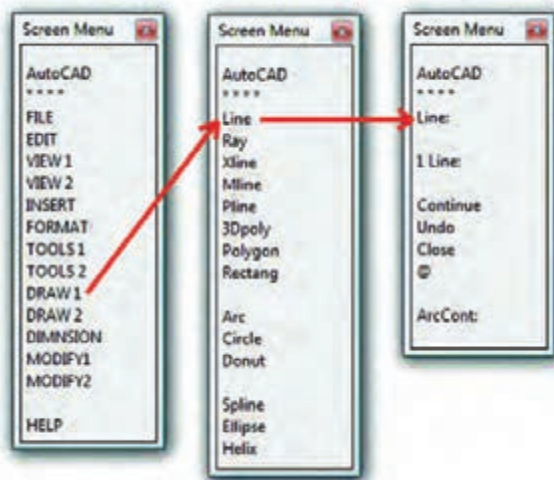 Screen Menu
AutoCAD
* * * *
FILE
EDIT
VIEW 1
VIEW 2
INSERT
FORMAT
TOOLS 1
TOOLS 2
DRAW 1
DRAW 2
DIMNSION
MODIFY1
MODIFY2
HELP
Screen Menu
AutoCAD
* * * *
Line
Ray
Xline
Mline
Pline
3Dpoly
Polygon
Rectang
Arc
Circle
Donut
Spline
Ellipse
Helix
Screen Menu
AutoCAD
* * * *
Line:
1 Line:
Continue
Undo
Close
@
ArcCont: